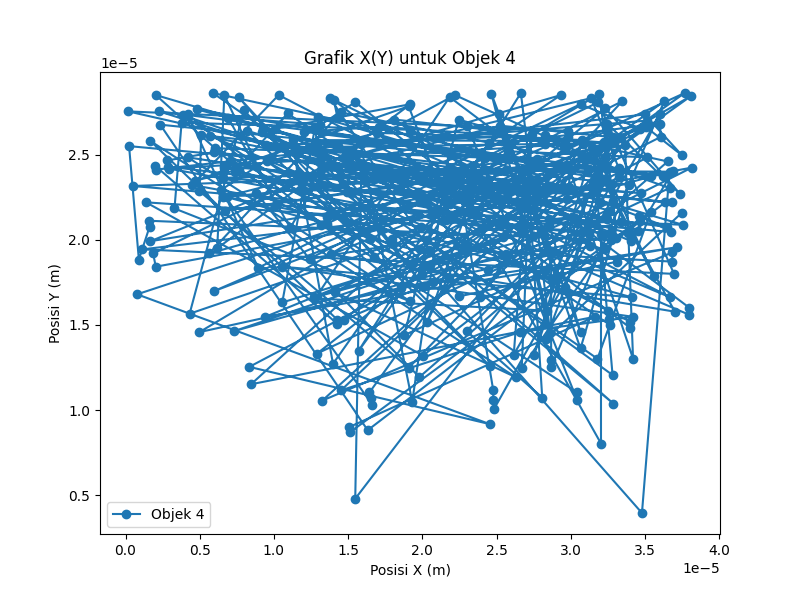 Grafik X(Y) untuk Objek 4
1e−5
2.5
2.0
1.5
1.0
0.5
Posisi Y (m)
Objek 4
0.0 0.5 1.0 1.5 2.0 2.5 3.0 3.5 4.0
Posisi X (m)
1e−5